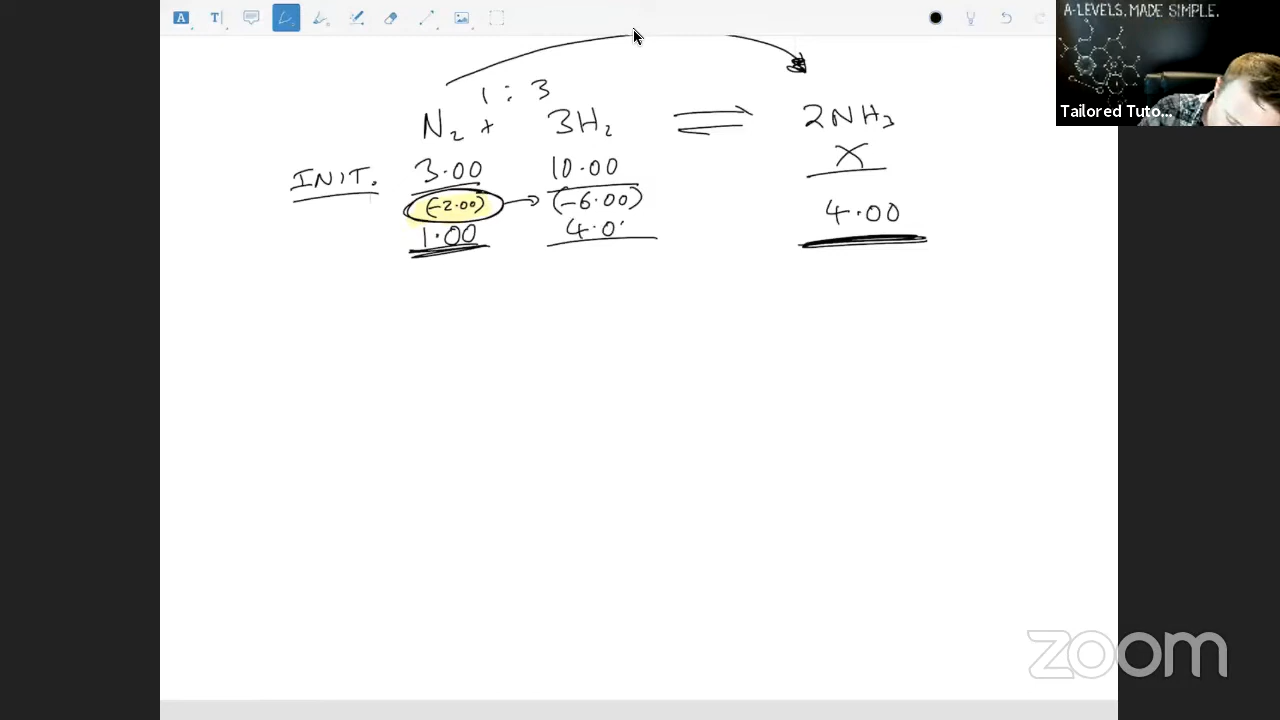 A-LEVELS. MADE SIMPLE.
Tailored Tuto...
1 : 3
N₂ + 3H₂ ⇌ 2NH₃
INIT. 3.00 10.00 X
(-2.00) → (-6.00) 4.00
1.00 4.0
zoom